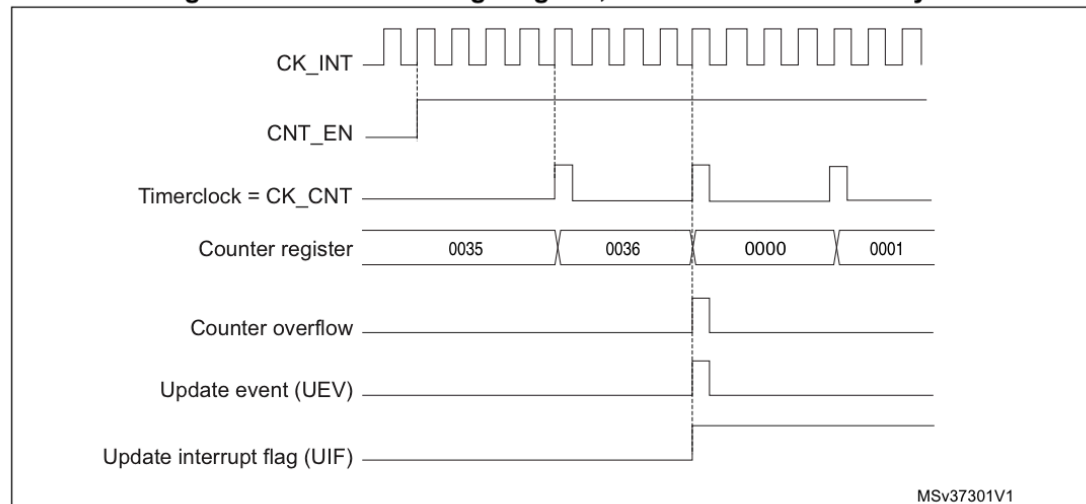 CK_INT
CNT_EN
Timerclock = CK_CNT
Counter register
0035 0036 0000 0001
Counter overflow
Update event (UEV)
Update interrupt flag (UIF)
MSv37301V1